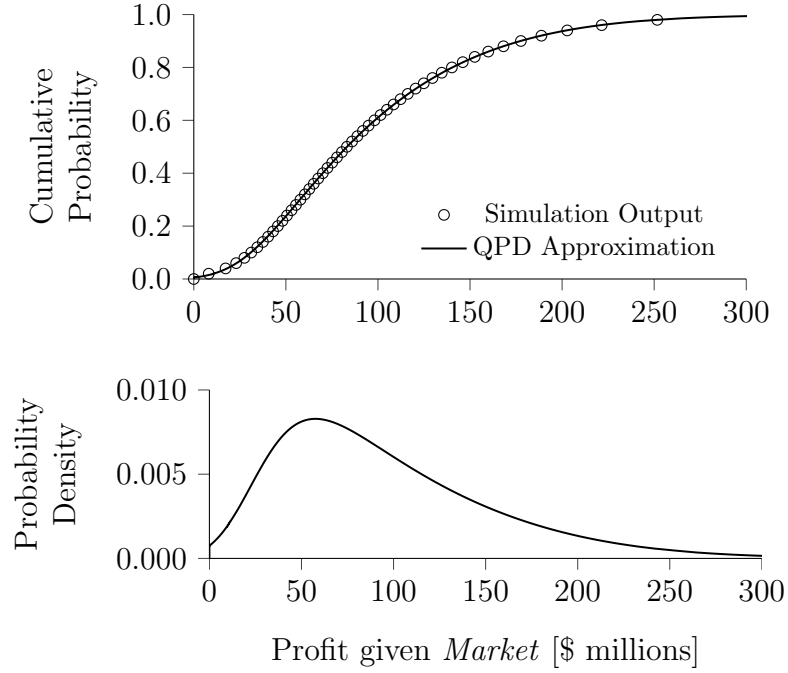 1.0
0.8
0.6
0.4
0.2
0.0
Cumulative
Probability
Simulation Output
QPD Approximation
0 50 100 150 200 250 300
0.010
0.005
0.000
Probability
Density
0 50 100 150 200 250 300
Profit given Market [$ millions]